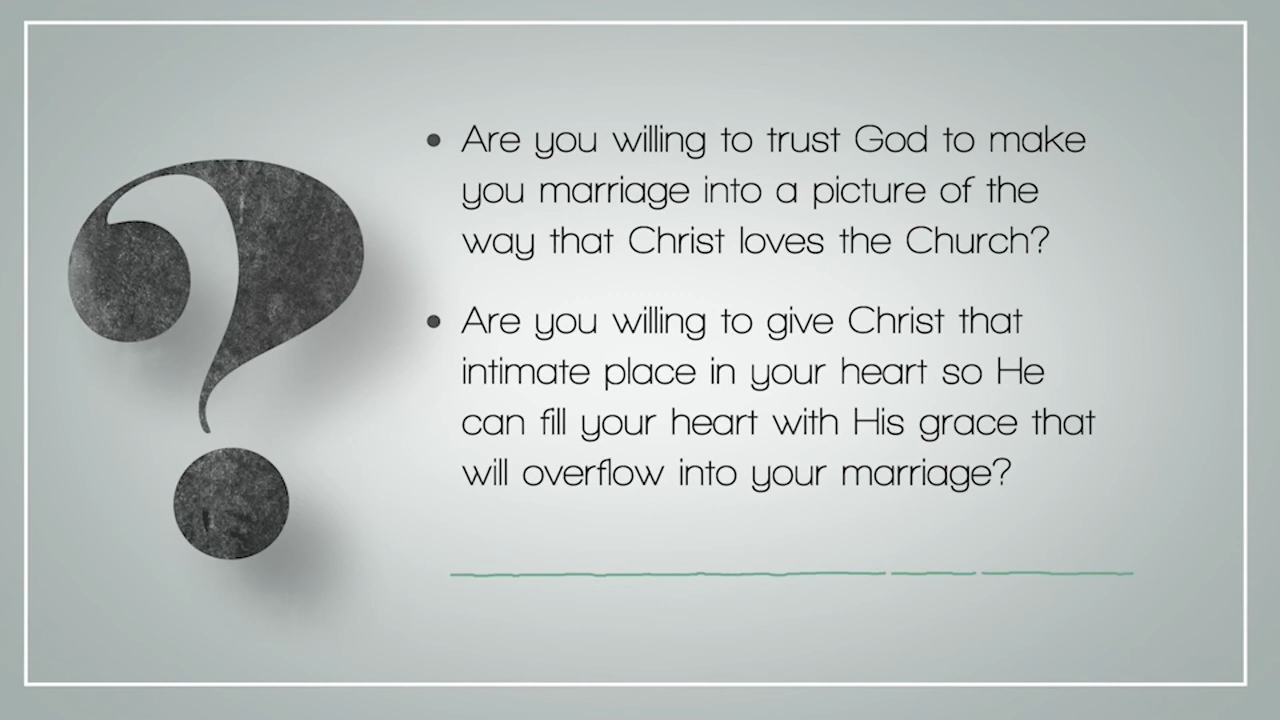 • Are you willing to trust God to make
you marriage into a picture of the
way that Christ loves the Church?
• Are you willing to give Christ that
intimate place in your heart so He
can fill your heart with His grace that
will overflow into your marriage?